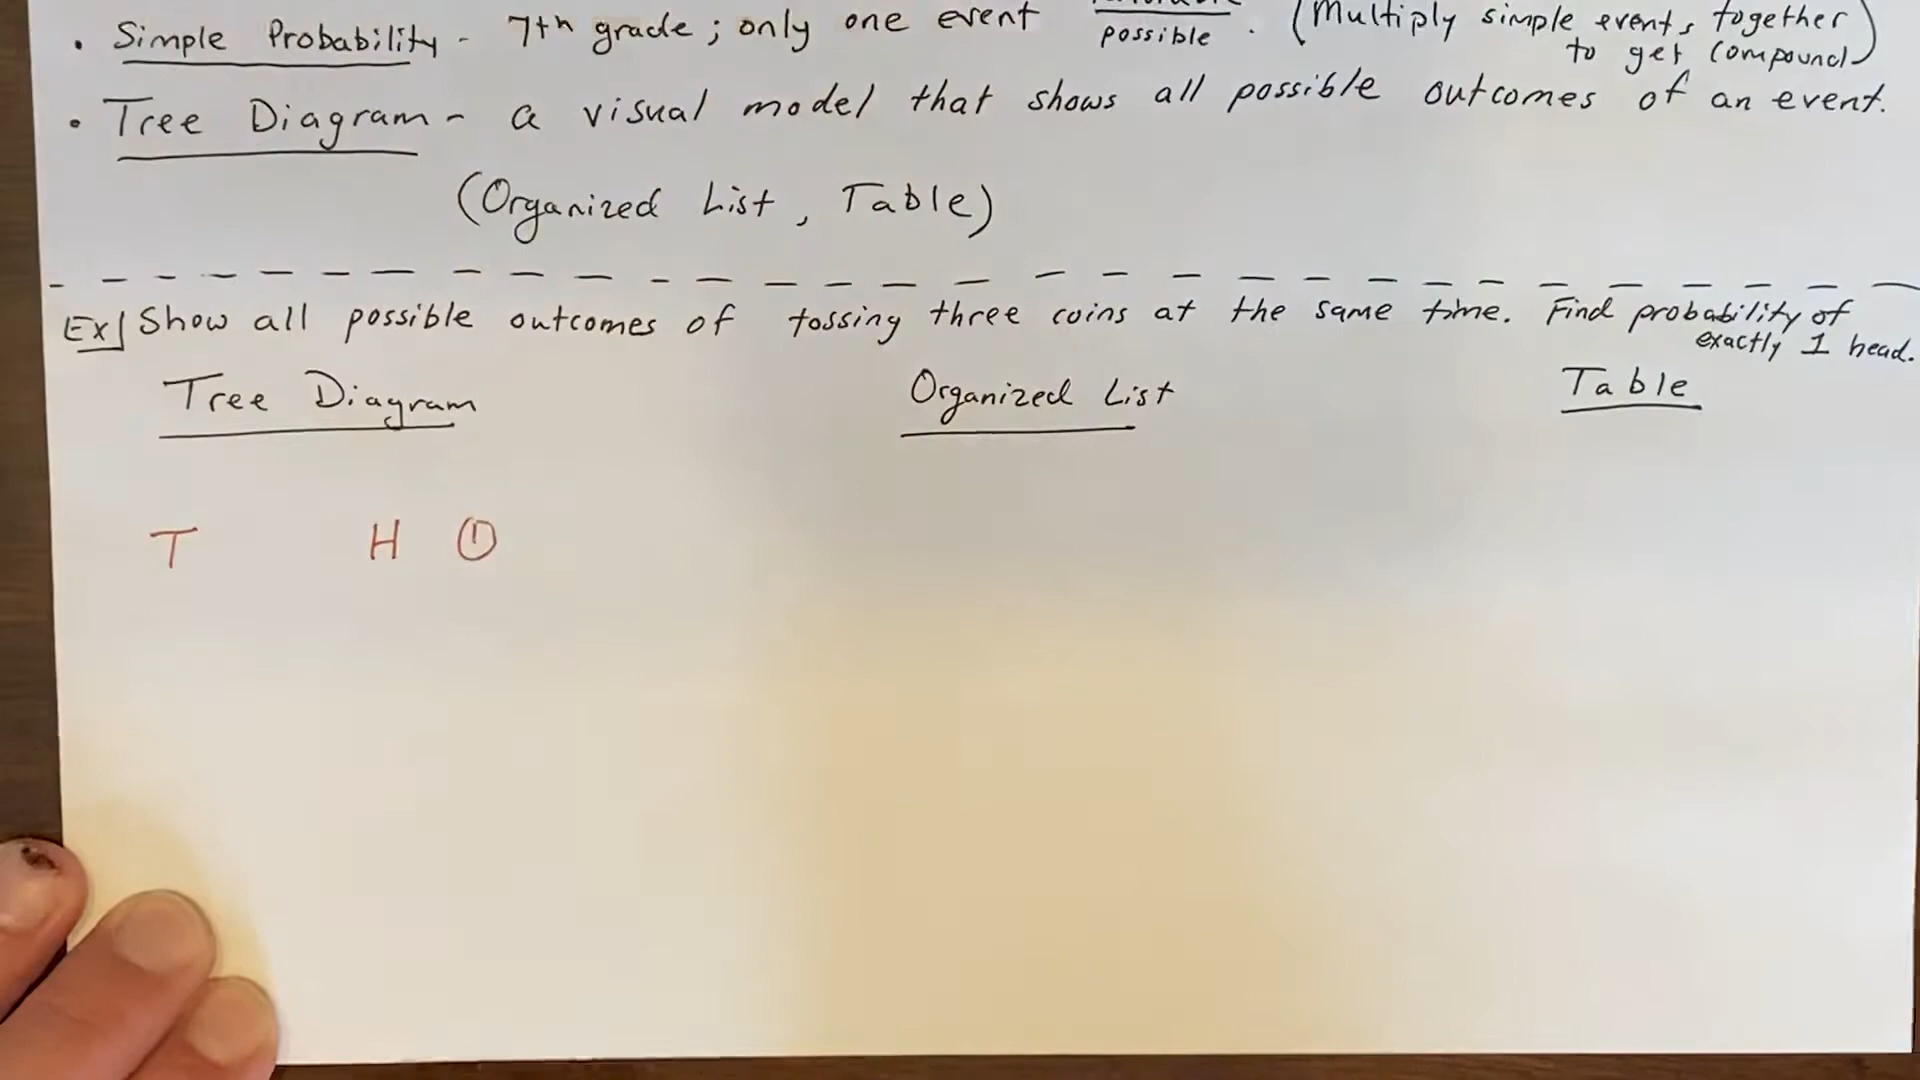 • Simple Probability - 7th grade; only one event possible. (Multiply simple events together
to get compound)
• Tree Diagram - a visual model that shows all possible outcomes of an event.
(Organized List, Table)
Ex| Show all possible outcomes of tossing three coins at the same time. Find probability of
exactly 1 head.
Tree Diagram Organized List Table
T H ①